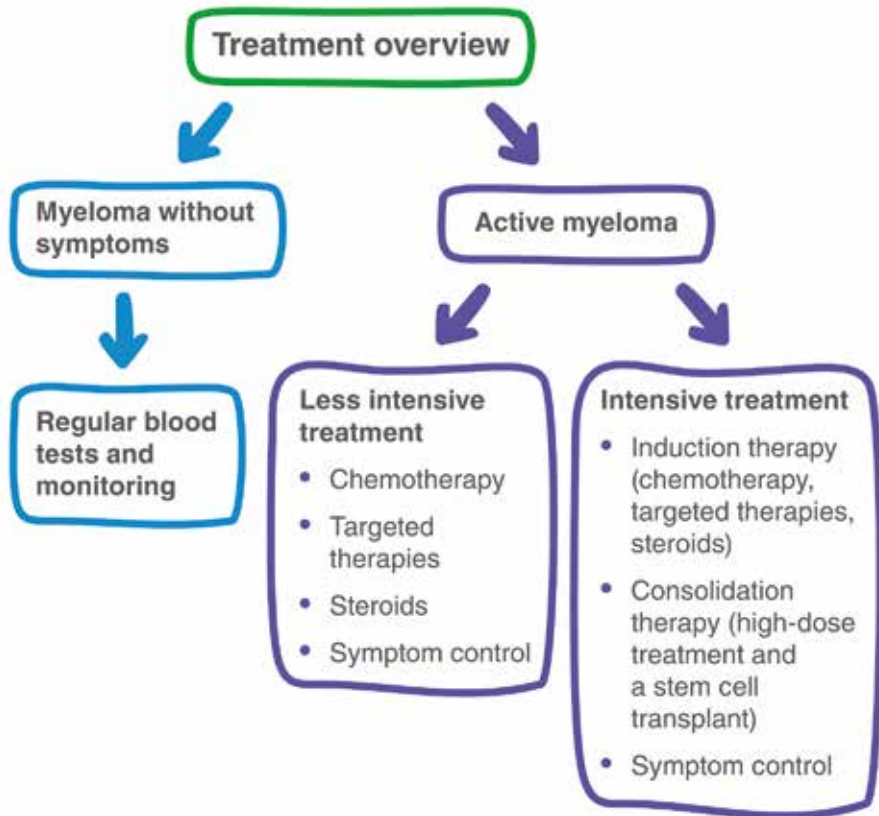 Treatment overview
Myeloma without
symptoms
Active myeloma
Regular blood
tests and
monitoring
Less intensive
treatment
• Chemotherapy
• Targeted
therapies
• Steroids
• Symptom control
Intensive treatment
• Induction therapy
(chemotherapy,
targeted therapies,
steroids)
• Consolidation
therapy (high-dose
treatment and
a stem cell
transplant)
• Symptom control